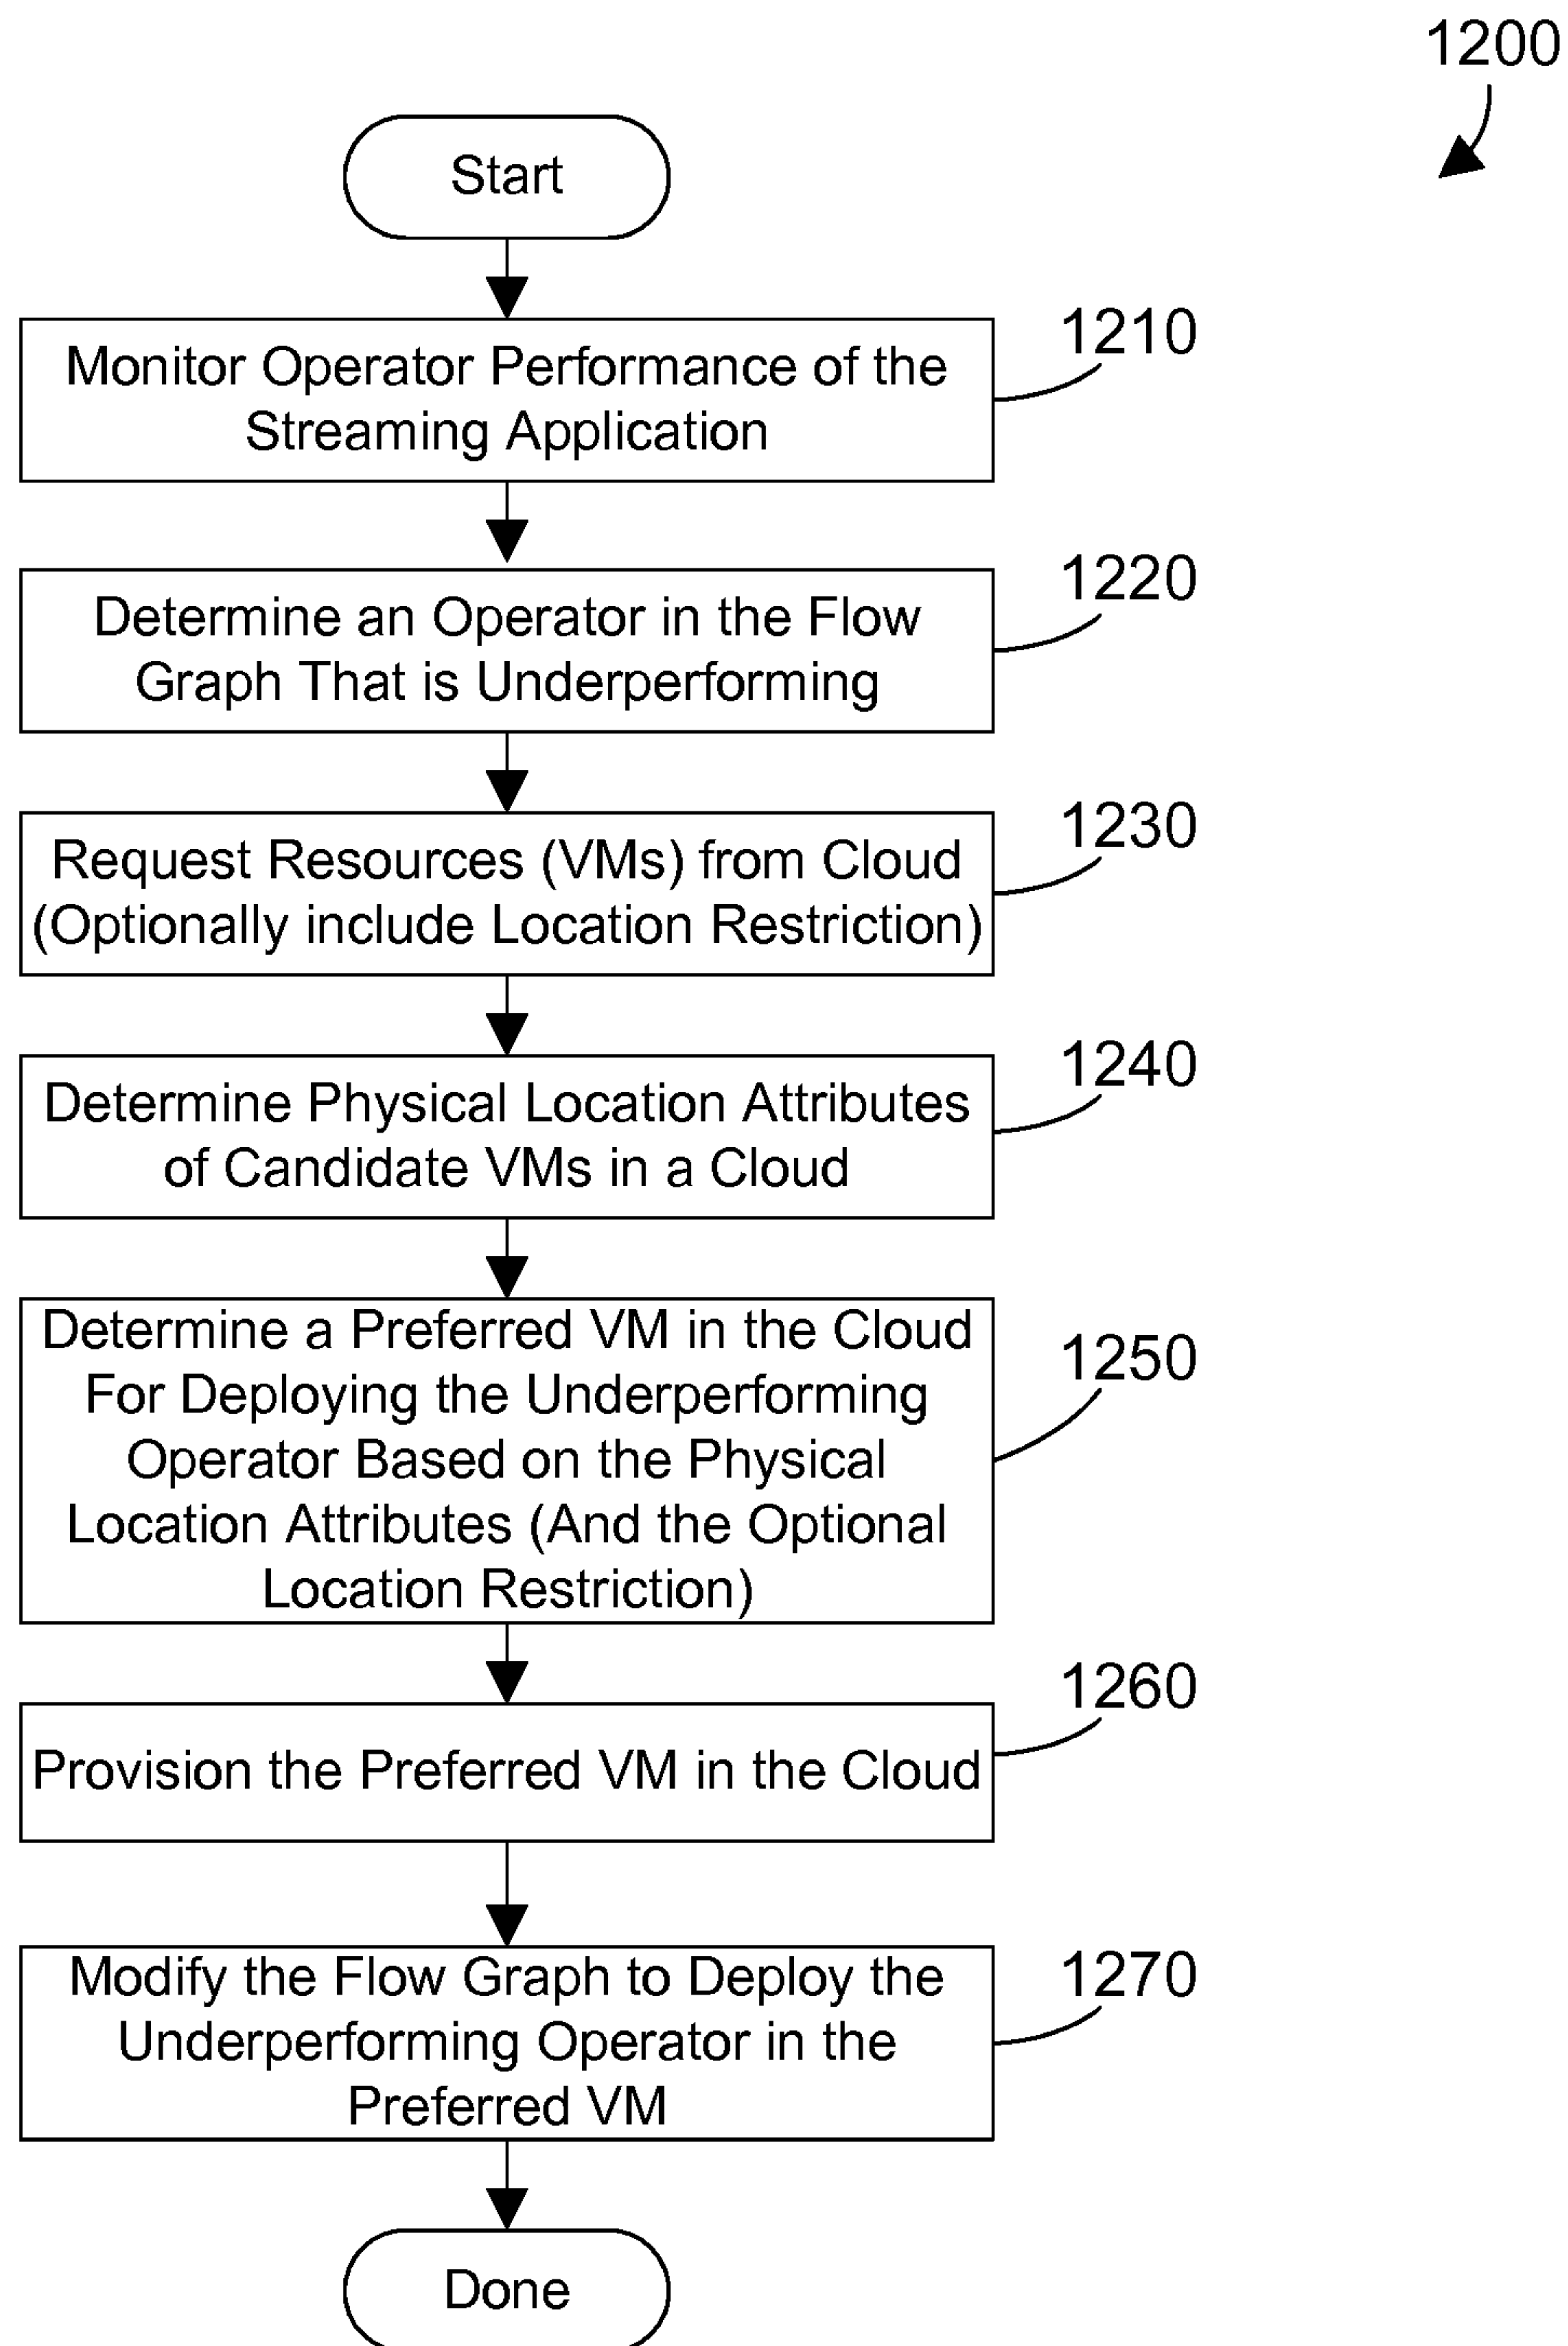 1200
Start
1210
Monitor Operator Performance of the
Streaming Application
1220
Determine an Operator in the Flow
Graph That is Underperforming
1230
Request Resources (VMs) from Cloud
(Optionally include Location Restriction)
1240
Determine Physical Location Attributes
of Candidate VMs in a Cloud
1250
Determine a Preferred VM in the Cloud
For Deploying the Underperforming
Operator Based on the Physical
Location Attributes (And the Optional
Location Restriction)
1260
Provision the Preferred VM in the Cloud
1270
Modify the Flow Graph to Deploy the
Underperforming Operator in the
Preferred VM
Done